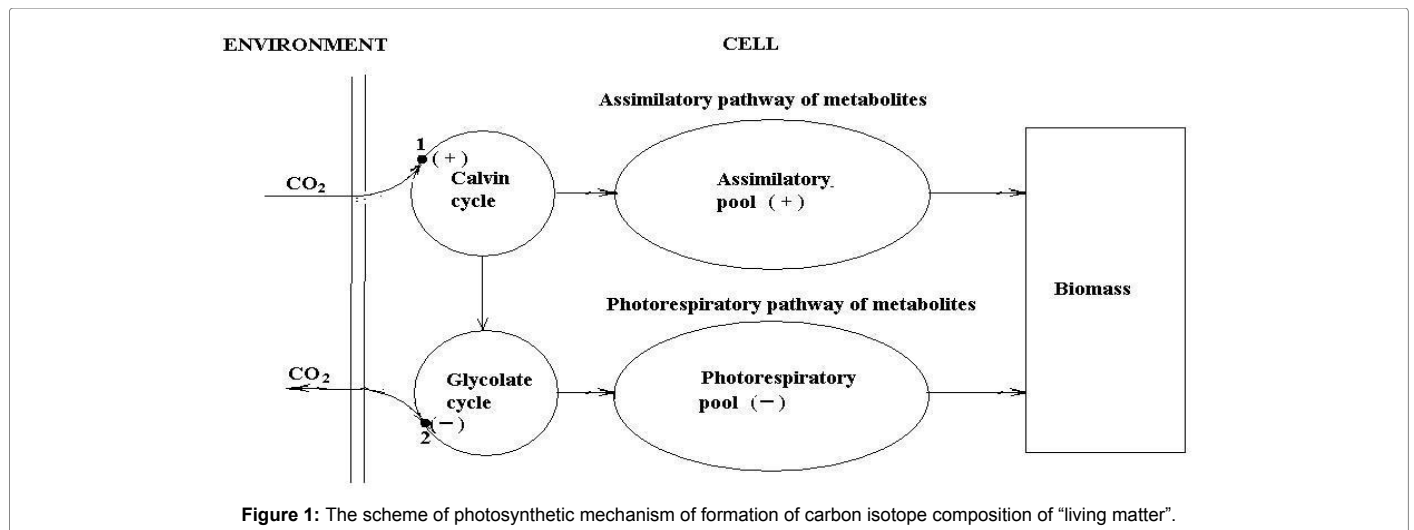 ENVIRONMENT
CELL
Assimilatory pathway of metabolites
1
(+)
CO₂
Calvin
cycle
Assimilatory
pool (+)
Biomass
Photorespiratory pathway of metabolites
CO₂
Glycolate
cycle
Photorespiratory
pool (−)
2
(−)
Figure 1: The scheme of photosynthetic mechanism of formation of carbon isotope composition of “living matter”.